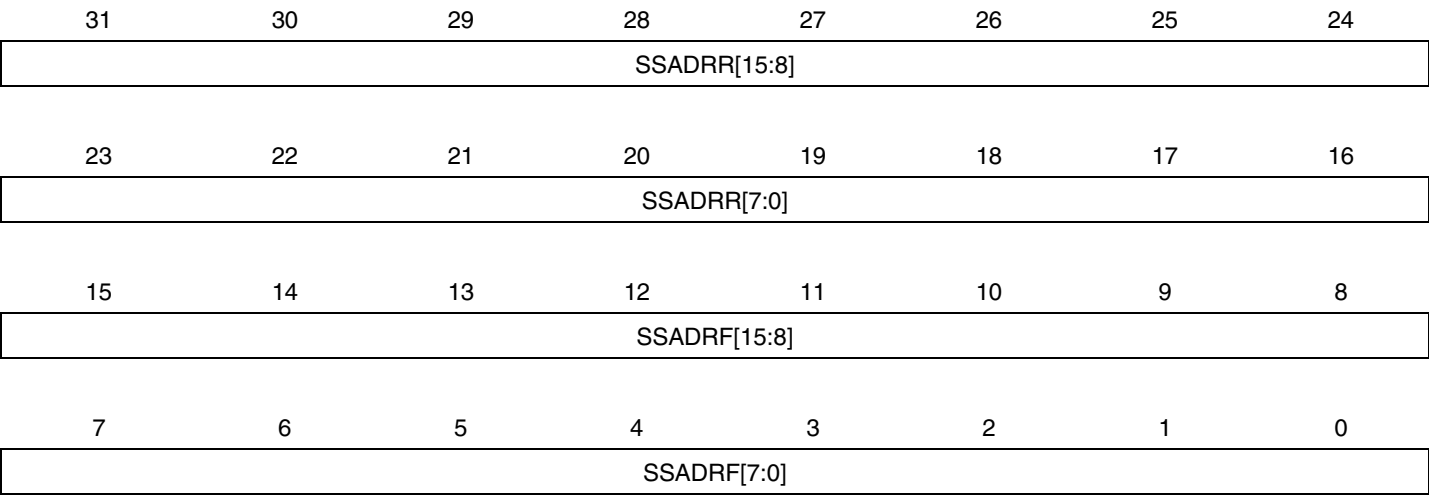 31 30 29 28 27 26 25 24
SSADRR[15:8]
23 22 21 20 19 18 17 16
SSADRR[7:0]
15 14 13 12 11 10 9 8
SSADRF[15:8]
7 6 5 4 3 2 1 0
SSADRF[7:0]